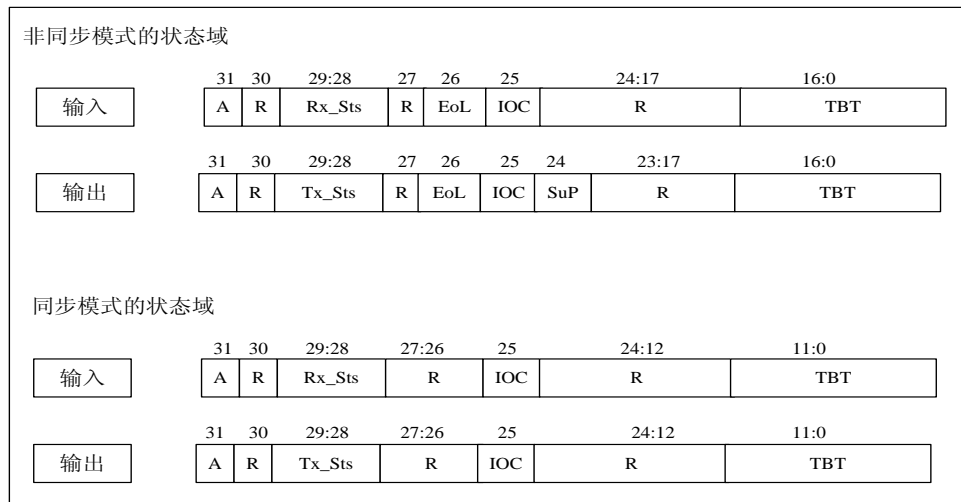 非同步模式的状态域
31 30 29:28 27 26 25 24:17 16:0
输入 A R Rx_Sts R EoL IOC R TBT
31 30 29:28 27 26 25 24 23:17 16:0
输出 A R Tx_Sts R EoL IOC SuP R TBT
同步模式的状态域
31 30 29:28 27:26 25 24:12 11:0
输入 A R Rx_Sts R IOC R TBT
31 30 29:28 27:26 25 24:12 11:0
输出 A R Tx_Sts R IOC R TBT